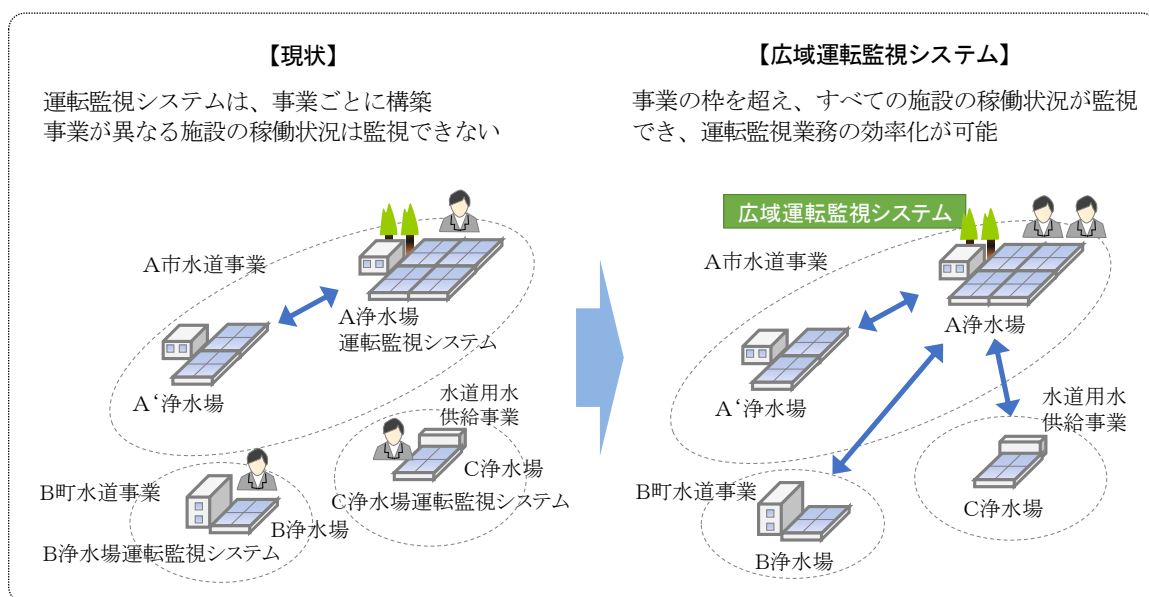 【現状】
運転監視システムは、事業ごとに構築
事業が異なる施設の稼働状況は監視できない
A市水道事業
A浄水場
運転監視システム
A‘浄水場
水道用水
供給事業
C浄水場
C浄水場運転監視システム
B町水道事業
B浄水場
B浄水場運転監視システム
【広域運転監視システム】
事業の枠を超え、すべての施設の稼働状況が監視
でき、運転監視業務の効率化が可能
広域運転監視システム
A市水道事業
A浄水場
A‘浄水場
水道用水
供給事業
C浄水場
B町水道事業
B浄水場